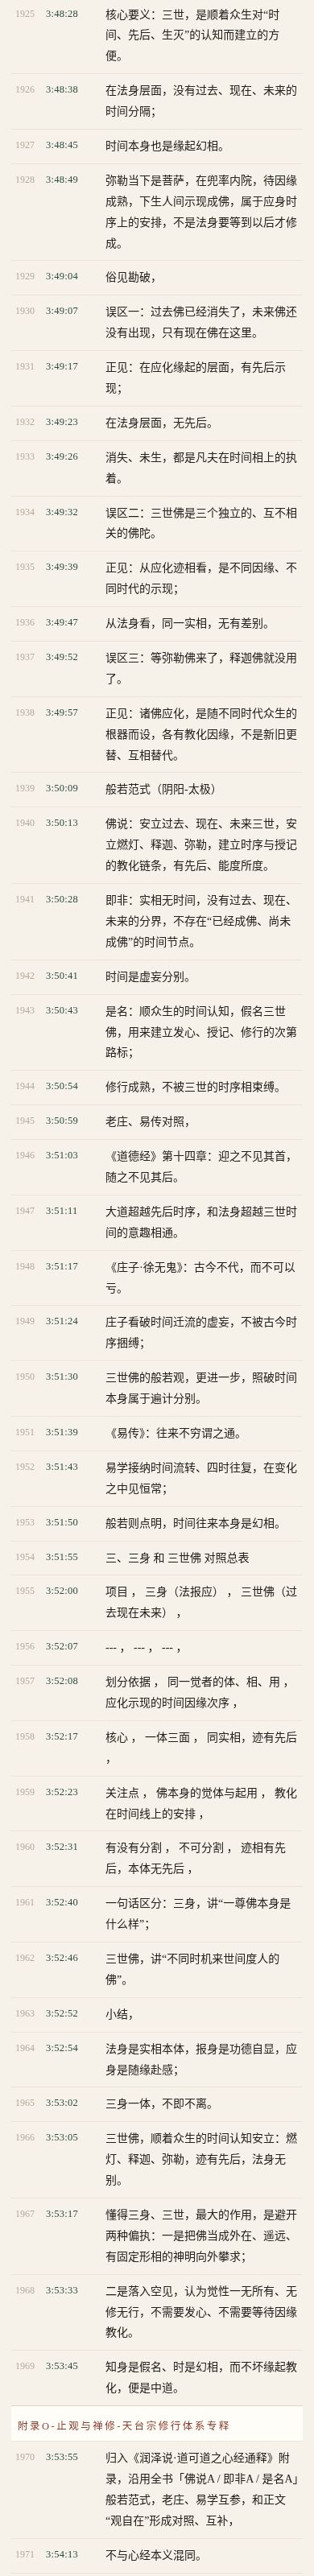 1925 3:48:28 核心要义：三世，是顺着众生对“时
间、先后、生灭”的认知而建立的方
便。
1926 3:48:38 在法身层面，没有过去、现在、未来的
时间分隔；
1927 3:48:45 时间本身也是缘起幻相。
1928 3:48:49 弥勒当下是菩萨，在兜率内院，待因缘
成熟，下生人间示现成佛，属于应身时
序上的安排，不是法身要等到以后才修
成。
1929 3:49:04 俗见勘破，
1930 3:49:07 误区一：过去佛已经消失了，未来佛还
没有出现，只有现在佛在这里。
1931 3:49:17 正见：在应化缘起的层面，有先后示
现；
1932 3:49:23 在法身层面，无先后。
1933 3:49:26 消失、未生，都是凡夫在时间相上的执
着。
1934 3:49:32 误区二：三世佛是三个独立的、互不相
关的佛陀。
1935 3:49:39 正见：从应化迹相看，是不同因缘、不
同时代的示现；
1936 3:49:47 从法身看，同一实相，无有差别。
1937 3:49:52 误区三：等弥勒佛来了，释迦佛就没用
了。
1938 3:49:57 正见：诸佛应化，是随不同时代众生的
根器而设，各有教化因缘，不是新旧更
替、互相替代。
1939 3:50:09 般若范式（阴阳-太极）
1940 3:50:13 佛说：安立过去、现在、未来三世，安
立燃灯、释迦、弥勒，建立时序与授记
的教化链条，有先后、能度所度。
1941 3:50:28 即非：实相无时间，没有过去、现在、
未来的分界，不存在“已经成佛、尚未
成佛”的时间节点。
1942 3:50:41 时间是虚妄分别。
1943 3:50:43 是名：顺众生的时间认知，假名三世
佛，用来建立发心、授记、修行的次第
路标；
1944 3:50:54 修行成熟，不被三世的时序相束缚。
1945 3:50:59 老庄、易传对照，
1946 3:51:03 《道德经》第十四章：迎之不见其首，
随之不见其后。
1947 3:51:11 大道超越先后时序，和法身超越三世时
间的意趣相通。
1948 3:51:17 《庄子·徐无鬼》：古今不代，而不可以
亏。
1949 3:51:24 庄子看破时间迁流的虚妄，不被古今时
序捆缚；
1950 3:51:30 三世佛的般若观，更进一步，照破时间
本身属于遍计分别。
1951 3:51:39 《易传》：往来不穷谓之通。
1952 3:51:43 易学接纳时间流转、四时往复，在变化
之中见恒常；
1953 3:51:50 般若则点明，时间往来本身是幻相。
1954 3:51:55 三、三身 和 三世佛 对照总表
1955 3:52:00 项目 ， 三身（法报应） ， 三世佛（过
去现在未来） ，
1956 3:52:07 --- ， --- ， --- ，
1957 3:52:08 划分依据 ， 同一觉者的体、相、用 ，
应化示现的时间因缘次序 ，
1958 3:52:17 核心 ， 一体三面 ， 同实相，迹有先后
，
1959 3:52:23 关注点 ， 佛本身的觉体与起用 ， 教化
在时间线上的安排 ，
1960 3:52:31 有没有分割 ， 不可分割 ， 迹相有先
后，本体无先后 ，
1961 3:52:40 一句话区分：三身，讲“一尊佛本身是
什么样”；
1962 3:52:46 三世佛，讲“不同时机来世间度人的
佛”。
1963 3:52:52 小结，
1964 3:52:54 法身是实相本体，报身是功德自显，应
身是随缘赴感；
1965 3:53:02 三身一体，不即不离。
1966 3:53:05 三世佛，顺着众生的时间认知安立：燃
灯、释迦、弥勒，迹有先后，法身无
别。
1967 3:53:17 懂得三身、三世，最大的作用，是避开
两种偏执：一是把佛当成外在、遥远、
有固定形相的神明向外攀求；
1968 3:53:33 二是落入空见，认为觉性一无所有、无
修无行，不需要发心、不需要等待因缘
教化。
1969 3:53:45 知身是假名、时是幻相，而不坏缘起教
化，便是中道。
附录O-止观与禅修-天台宗修行体系专释
1970 3:53:55 归入《润泽说·道可道之心经通释》附
录，沿用全书「佛说A / 即非A / 是名A」
般若范式，老庄、易学互参，和正文
“观自在”形成对照、互补，
1971 3:54:13 不与心经本义混同。